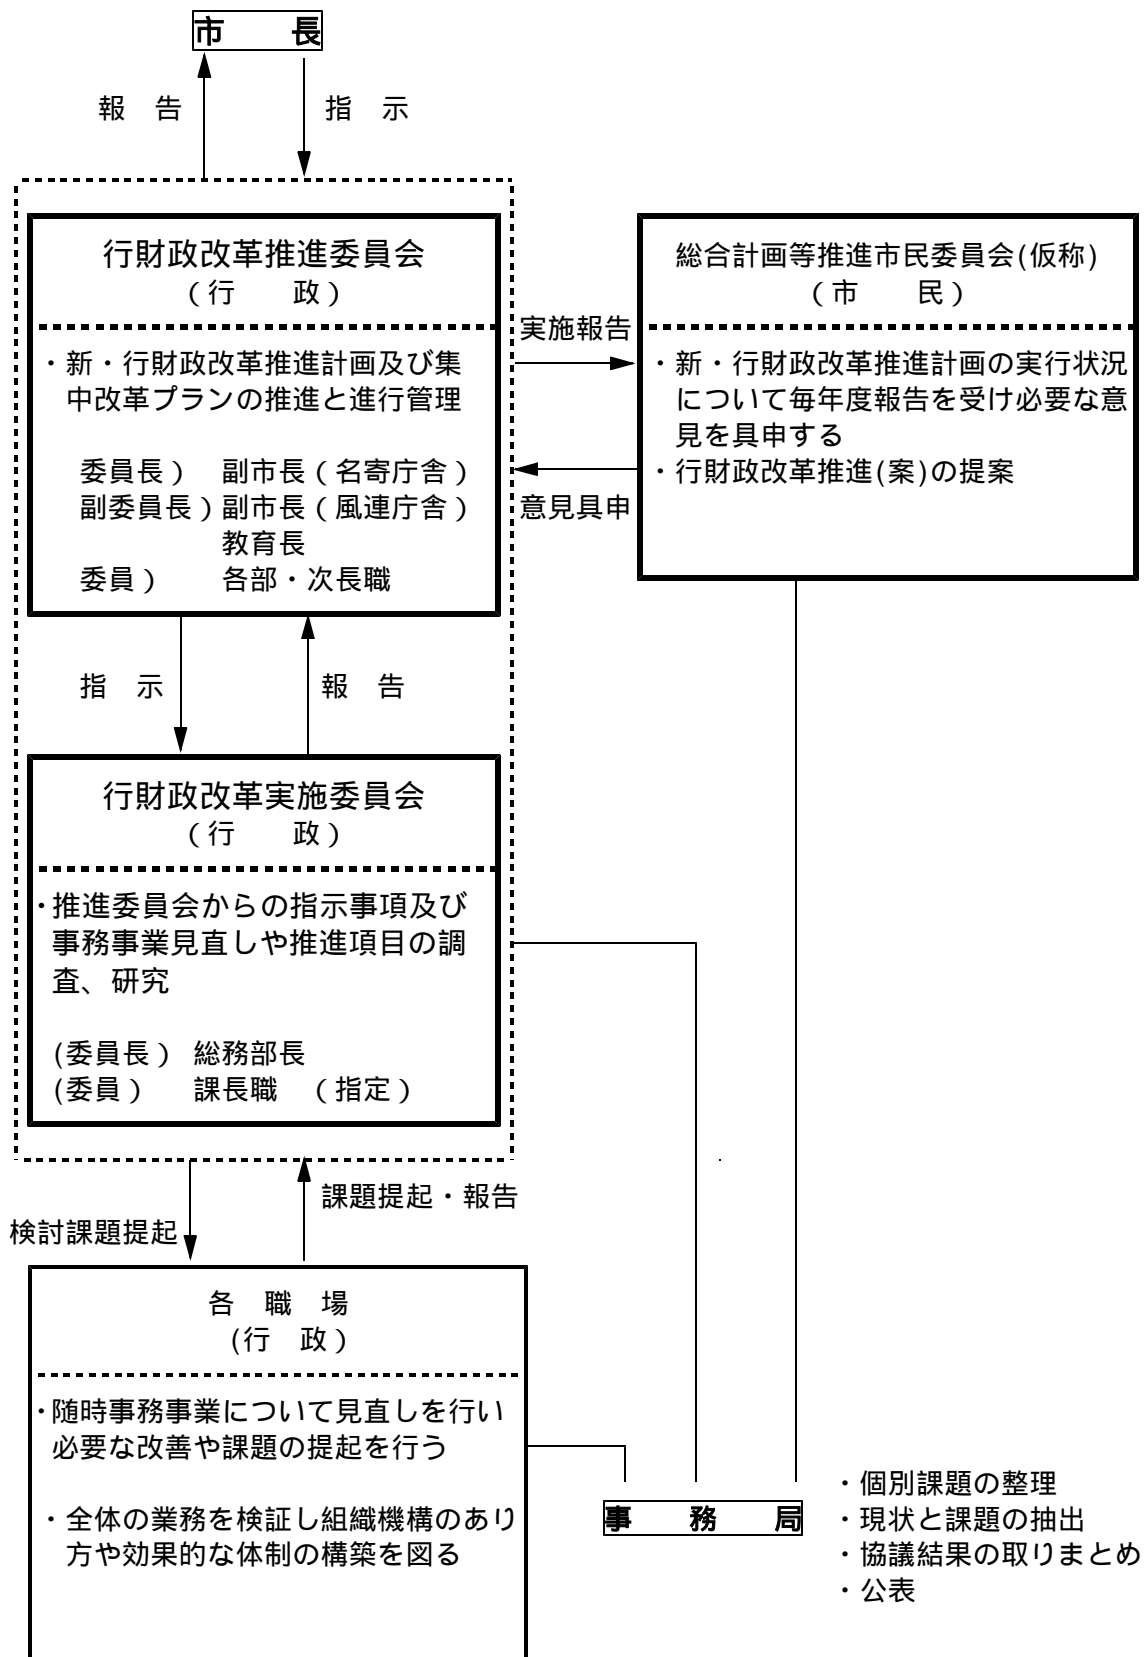 市　　長
報　告
指　示
行財政改革推進委員会
（行　　政）
・新・行財政改革推進計画及び集
中改革プランの推進と進行管理
委員長）　副市長（名寄庁舎）
副委員長）副市長（風連庁舎）
教育長
委員）　　各部・次長職
実施報告
意見具申
総合計画等推進市民委員会(仮称)
（市　　民）
・新・行財政改革推進計画の実行状況
について毎年度報告を受け必要な意
見を具申する
・行財政改革推進(案)の提案
指　示
報　告
行財政改革実施委員会
（行　　政）
・推進委員会からの指示事項及び
事務事業見直しや推進項目の調
査、研究
(委員長）　総務部長
(委員）　　課長職　（指定）
課題提起・報告
検討課題提起
各　職　場
(行　政）
・随時事務事業について見直しを行い
必要な改善や課題の提起を行う
・全体の業務を検証し組織機構のあり
方や効果的な体制の構築を図る
事　　務　　局
・個別課題の整理
・現状と課題の抽出
・協議結果の取りまとめ
・公表